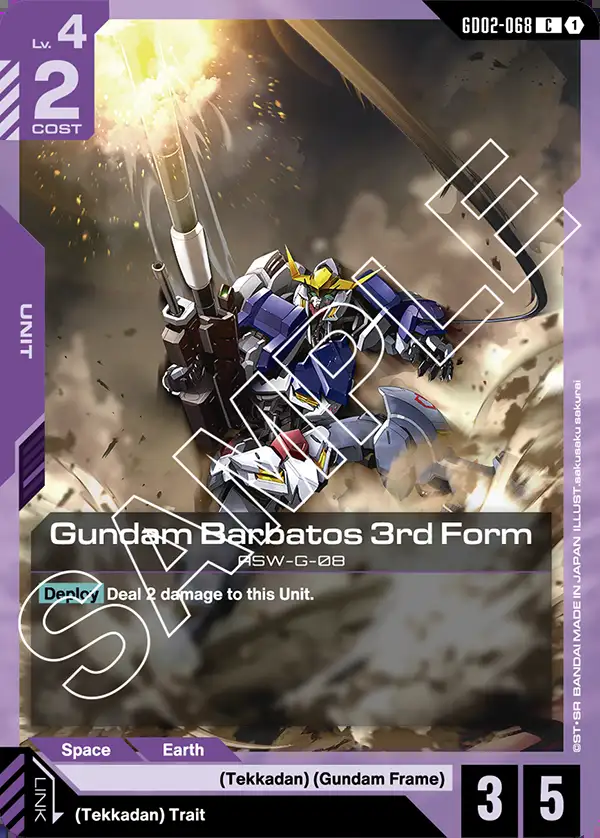 Lv. 4
GD02-068 C 1
2
COST
UNIT
SAMPLE
Gundam Barbatos 3rd Form
ASW-G-08
Deploy Deal 2 damage to this Unit.
©ST・SR BANDAI MADE IN JAPAN ILLUST.sakusaku sakurai
Space Earth
(Tekkadan) (Gundam Frame)
LINK
(Tekkadan) Trait
3 5